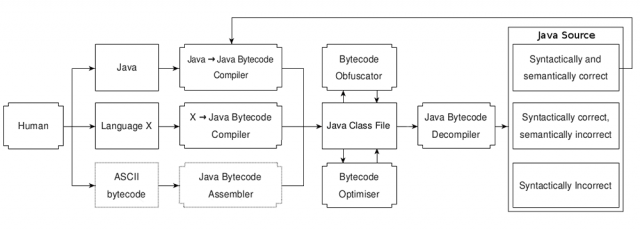 Java Source
Java
Java → Java Bytecode
Compiler
Bytecode
Obfuscator
Syntactically and
semantically correct
Human
Language X
X → Java Bytecode
Compiler
Java Class File
Java Bytecode
Decompiler
Syntactically correct,
semantically incorrect
ASCII
bytecode
Java Bytecode
Assembler
Bytecode
Optimiser
Syntactically Incorrect